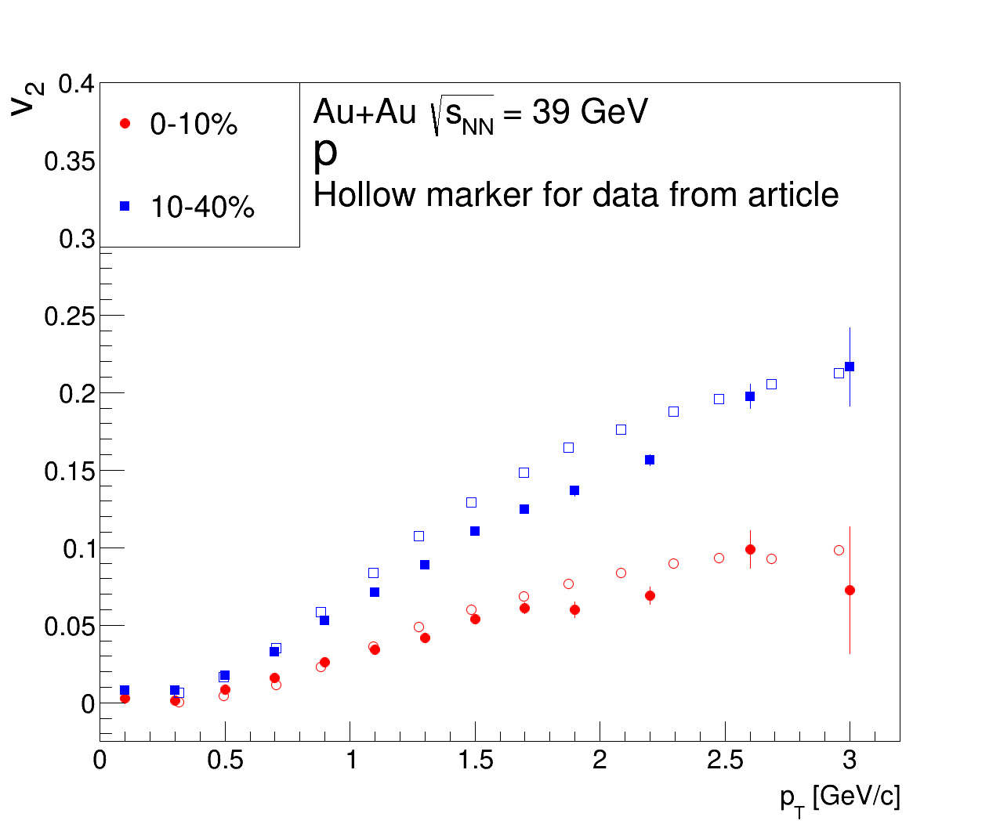 v2
0.4
0.35
0.3
0.25
0.2
0.15
0.1
0.05
0
0-10%
10-40%
Au+Au √sNN = 39 GeV
p
Hollow marker for data from article
0 0.5 1 1.5 2 2.5 3
pT [GeV/c]